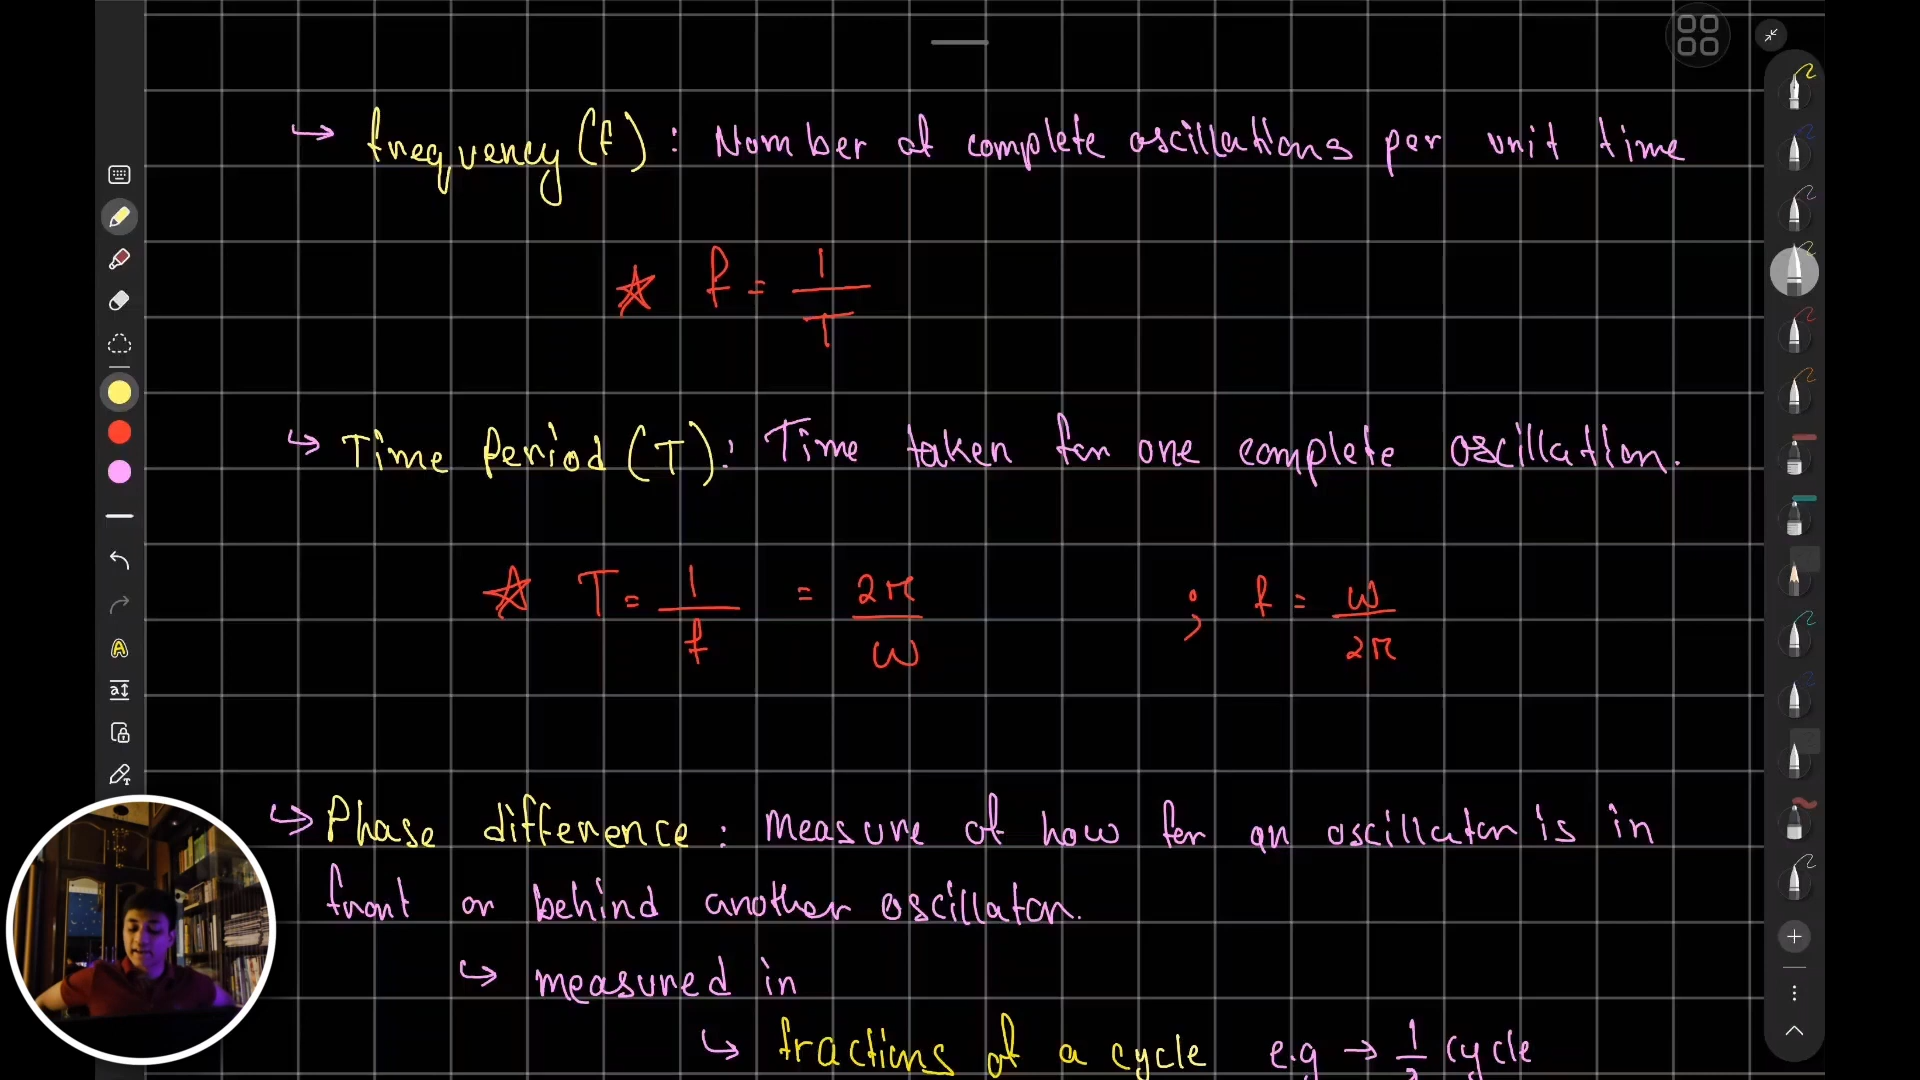 ↪ frequency (f) : Number of complete oscillations per unit time
☆ f = 1/T
↪ Time Period (T) : Time taken for one complete oscillation.
☆ T = 1/f = 2π/ω ; f = ω/2π
↪ Phase difference : measure of how far an oscillator is in
front or behind another oscillator.
↪ measured in
↪ fractions of a cycle e.g → 1/2 cycle